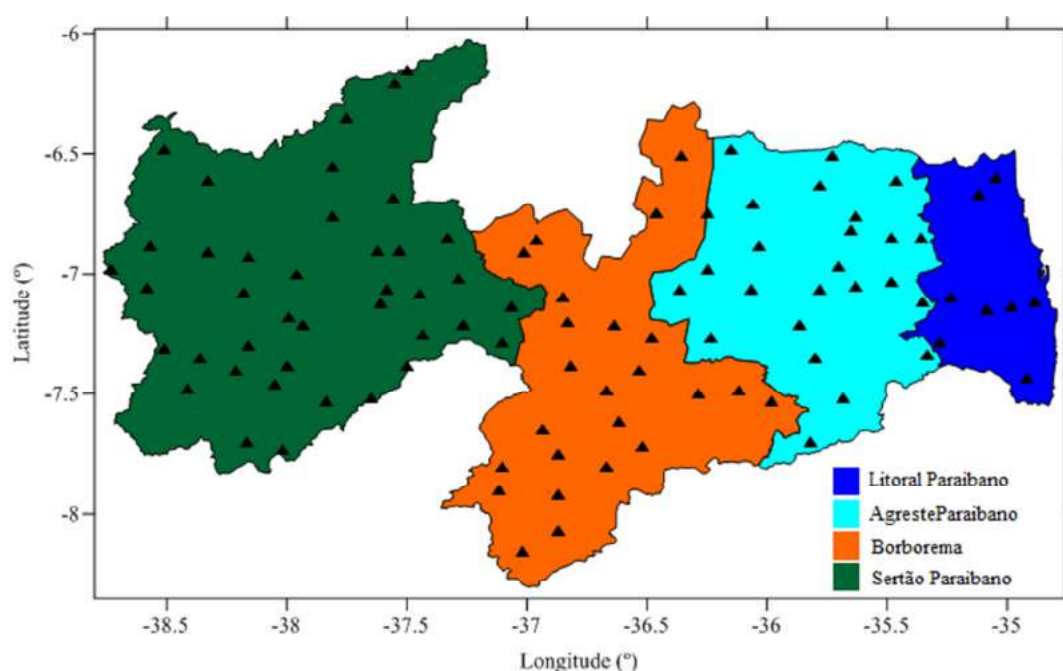 -6
-6.5
-7
-7.5
-8
Latitude (º)
Litoral Paraibano
AgresteParaibano
Borborema
Sertão Paraibano
-38.5 -38 -37.5 -37 -36.5 -36 -35.5 -35
Longitude (º)